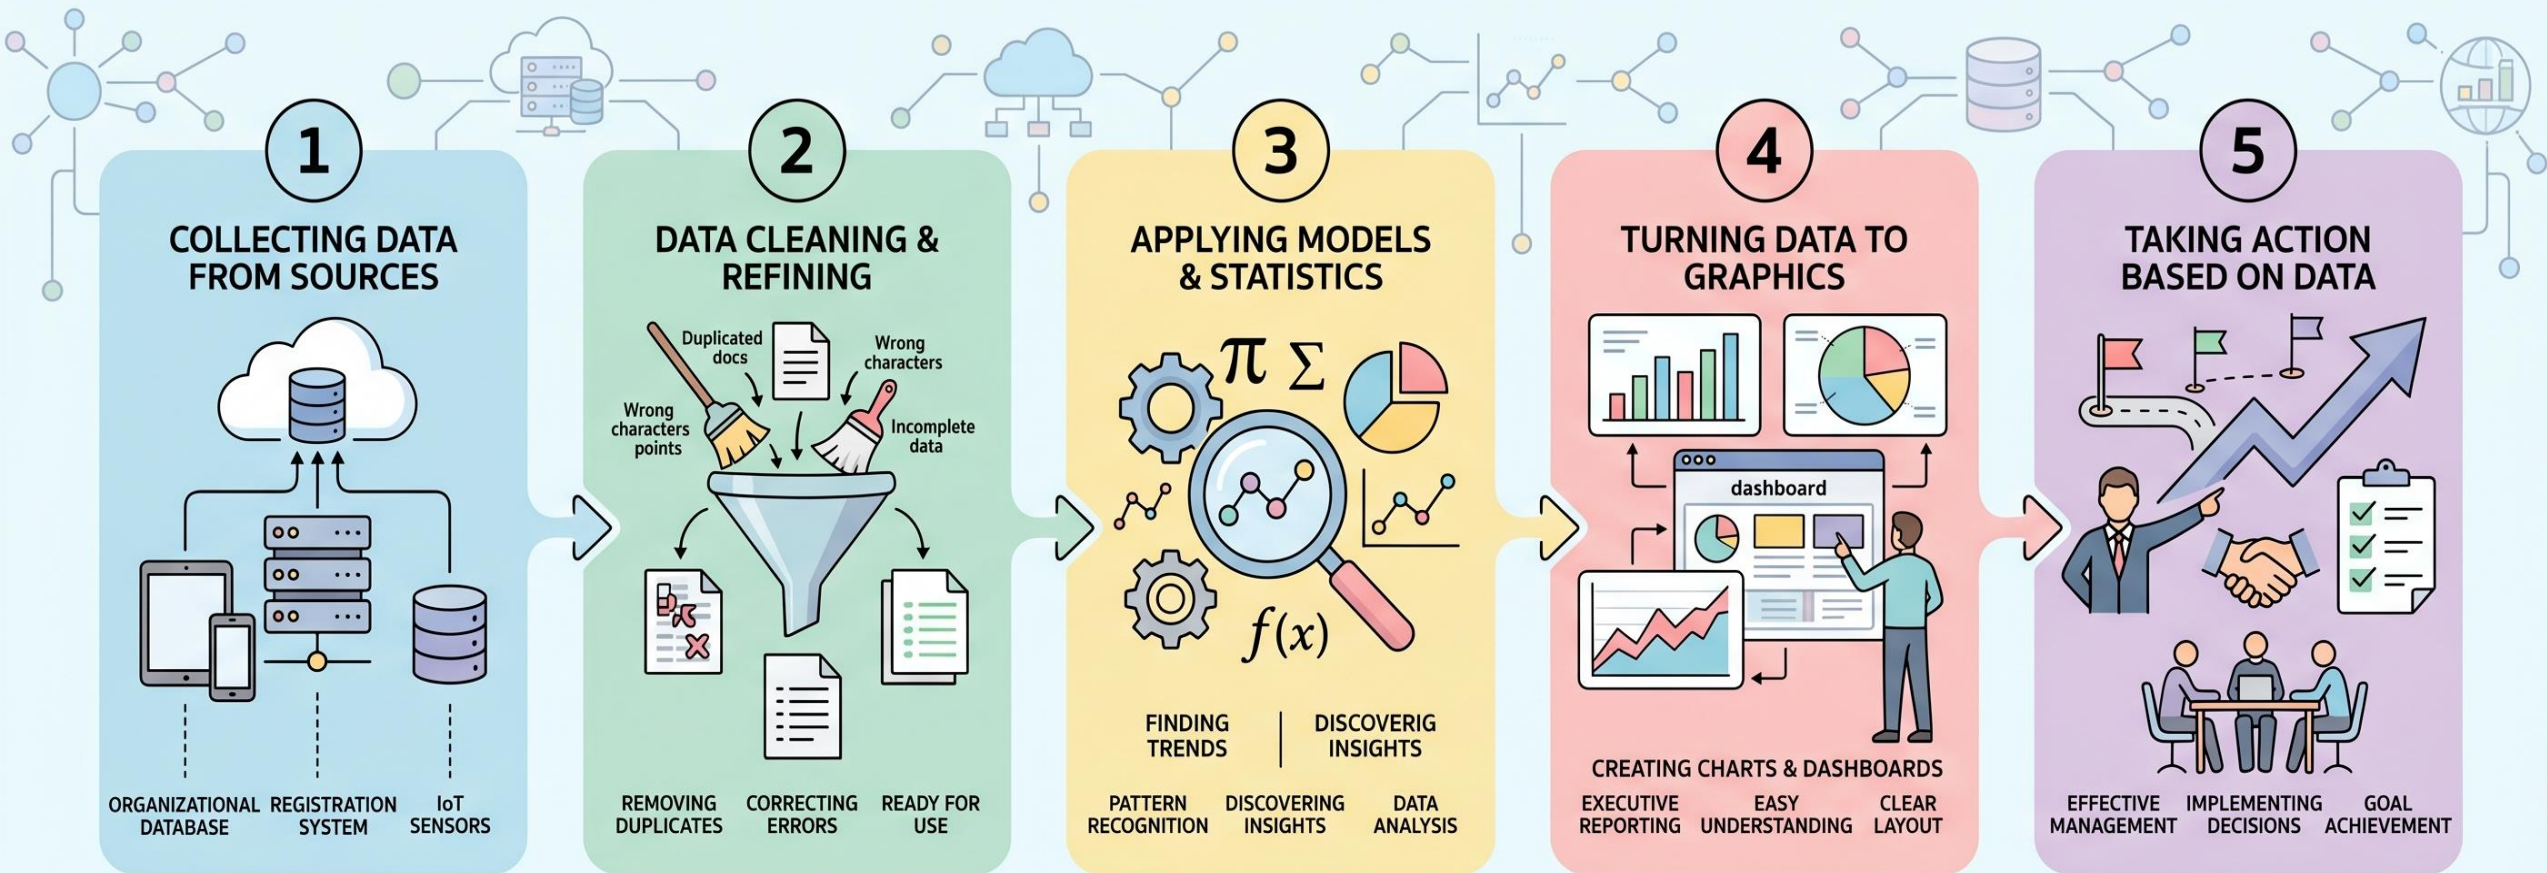 1
COLLECTING DATA
FROM SOURCES
ORGANIZATIONAL
DATABASE
REGISTRATION
SYSTEM
IoT
SENSORS
2
DATA CLEANING &
REFINING
Duplicated
docs
Wrong
characters
Wrong
characters
points
Incomplete
data
REMOVING
DUPLICATES
CORRECTING
ERRORS
READY FOR
USE
3
APPLYING MODELS
& STATISTICS
π Σ
f(x)
FINDING
TRENDS
DISCOVERIG
INSIGHTS
PATTERN
RECOGNITION
DISCOVERING
INSIGHTS
DATA
ANALYSIS
4
TURNING DATA TO
GRAPHICS
dashboard
CREATING CHARTS & DASHBOARDS
EXECUTIVE
REPORTING
EASY
UNDERSTANDING
CLEAR
LAYOUT
5
TAKING ACTION
BASED ON DATA
EFFECTIVE
MANAGEMENT
IMPLEMENTING
DECISIONS
GOAL
ACHIEVEMENT